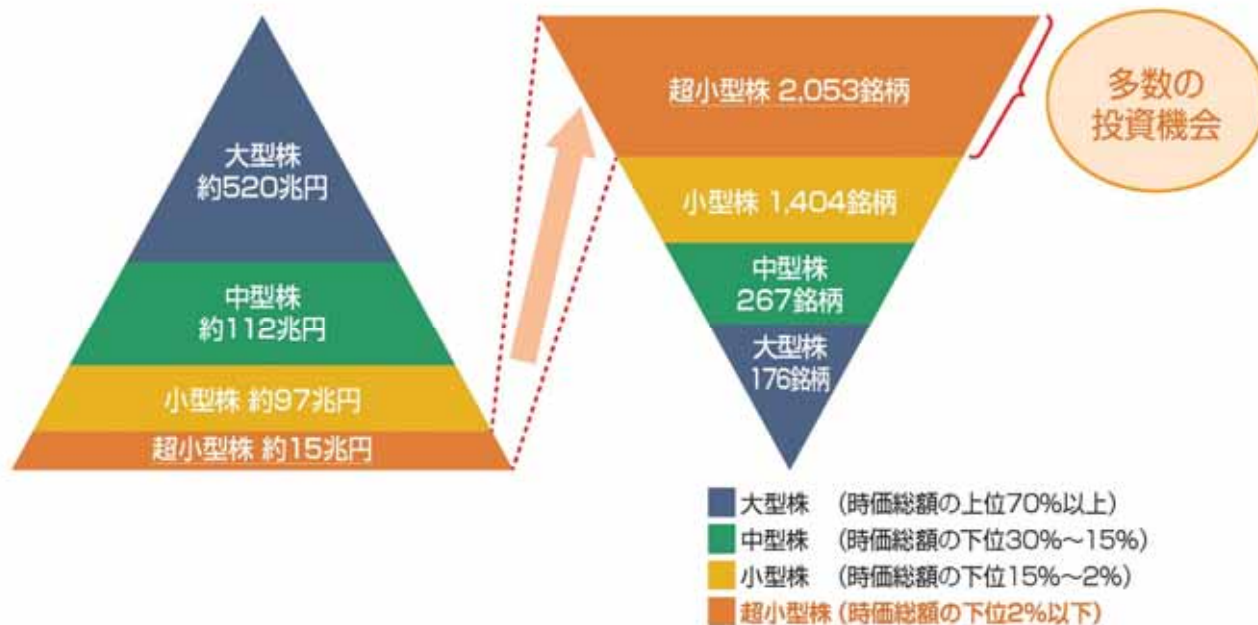 大型株
約520兆円
中型株
約112兆円
小型株 約97兆円
超小型株 約15兆円
超小型株 2,053銘柄
小型株 1,404銘柄
中型株
267銘柄
大型株
176銘柄
多数の
投資機会
大型株 (時価総額の上位70%以上)
中型株 (時価総額の下位30%～15%)
小型株 (時価総額の下位15%～2%)
超小型株 (時価総額の下位2%以下)